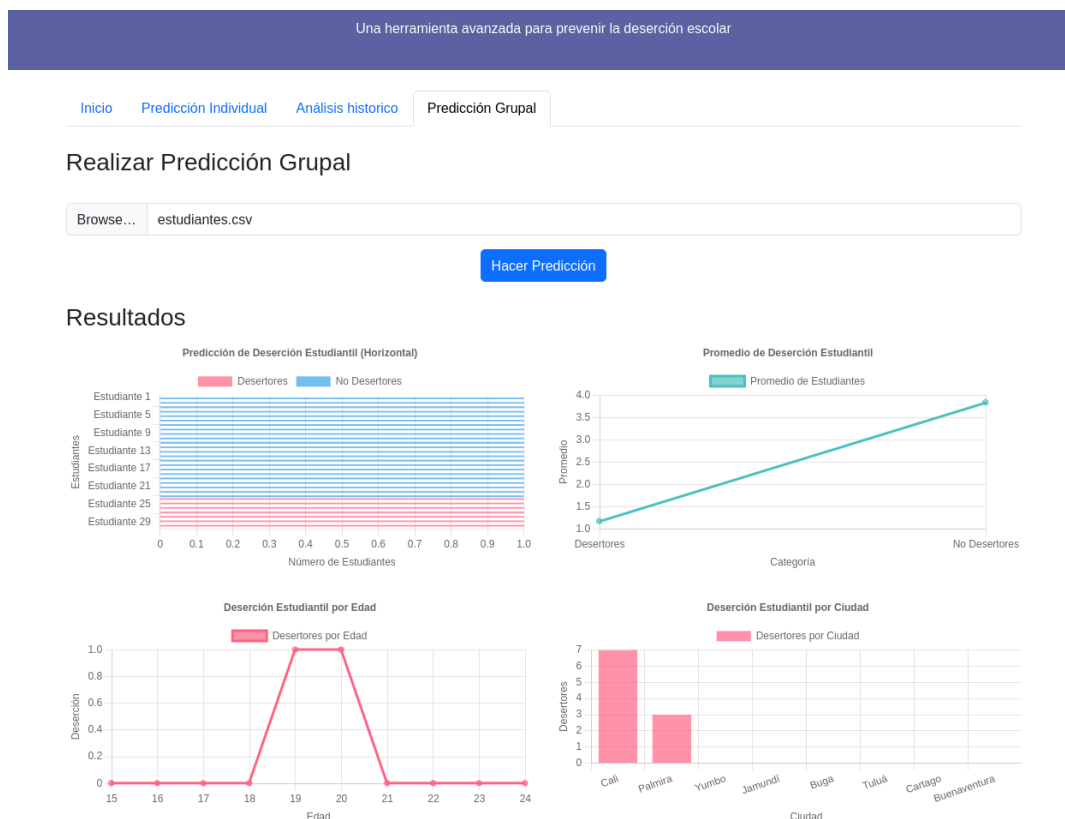 Una herramienta avanzada para prevenir la deserción escolar
Inicio Predicción Individual Análisis historico Predicción Grupal
Realizar Predicción Grupal
Browse… estudiantes.csv
Hacer Predicción
Resultados
Predicción de Deserción Estudiantil (Horizontal)
Desertores No Desertores
Estudiantes
Estudiante 1
Estudiante 5
Estudiante 9
Estudiante 13
Estudiante 17
Estudiante 21
Estudiante 25
Estudiante 29
0 0.1 0.2 0.3 0.4 0.5 0.6 0.7 0.8 0.9 1.0
Número de Estudiantes
Promedio de Deserción Estudiantil
Promedio de Estudiantes
Promedio
4.0
3.5
3.0
2.5
2.0
1.5
1.0
Desertores No Desertores
Categoría
Deserción Estudiantil por Edad
Desertores por Edad
Deserción
1.0
0.8
0.6
0.4
0.2
0
15 16 17 18 19 20 21 22 23 24
Edad
Deserción Estudiantil por Ciudad
Desertores por Ciudad
Desertores
7
6
5
4
3
2
1
0
Cali Palmira Yumbo Jamundí Buga Tuluá Cartago Buenaventura
Ciudad